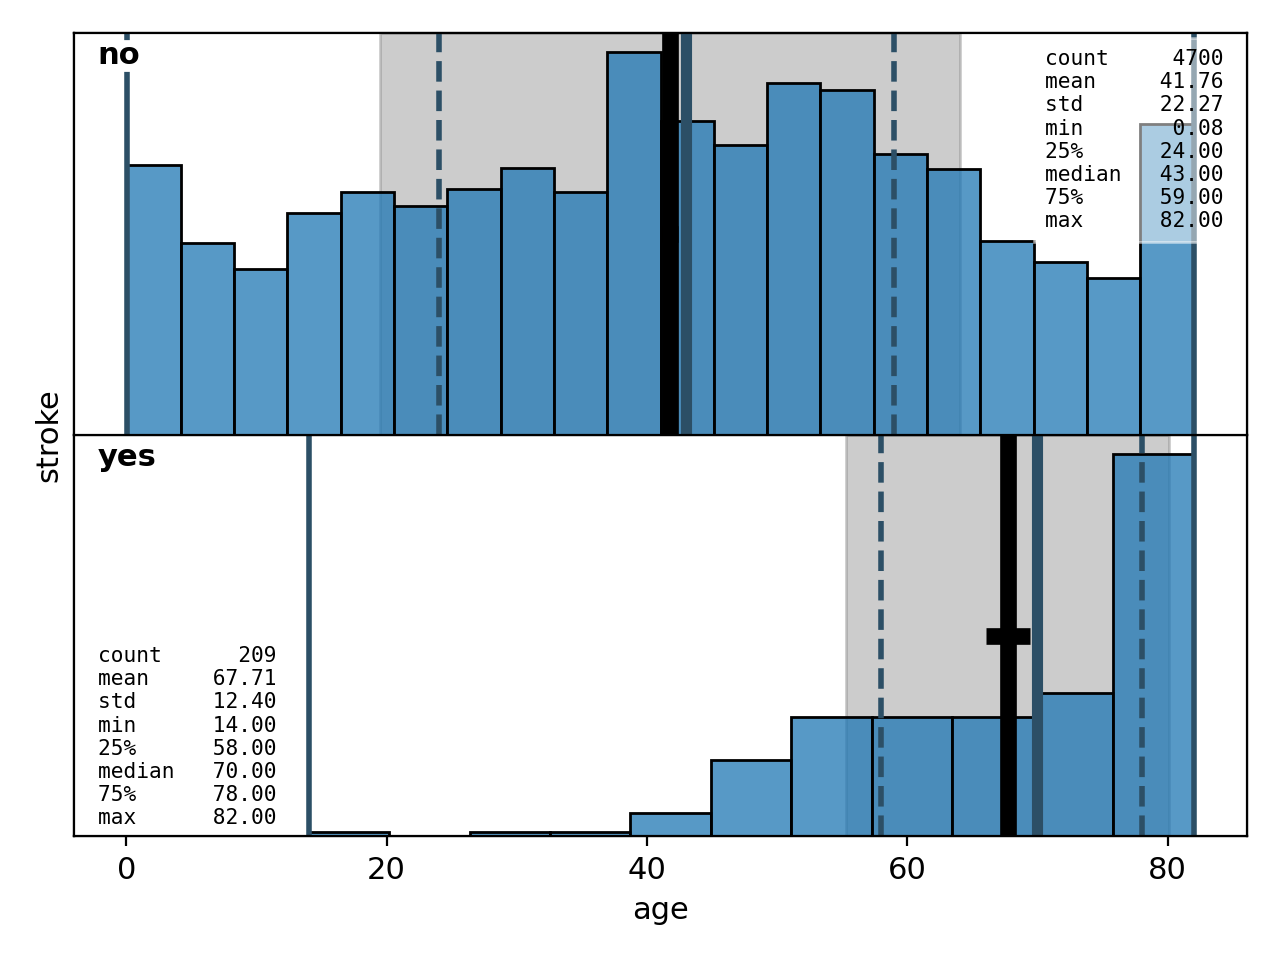 no
count 4700
mean 41.76
std 22.27
min 0.08
25% 24.00
median 43.00
75% 59.00
max 82.00
stroke
yes
count 209
mean 67.71
std 12.40
min 14.00
25% 58.00
median 70.00
75% 78.00
max 82.00
0 20 40 60 80
age